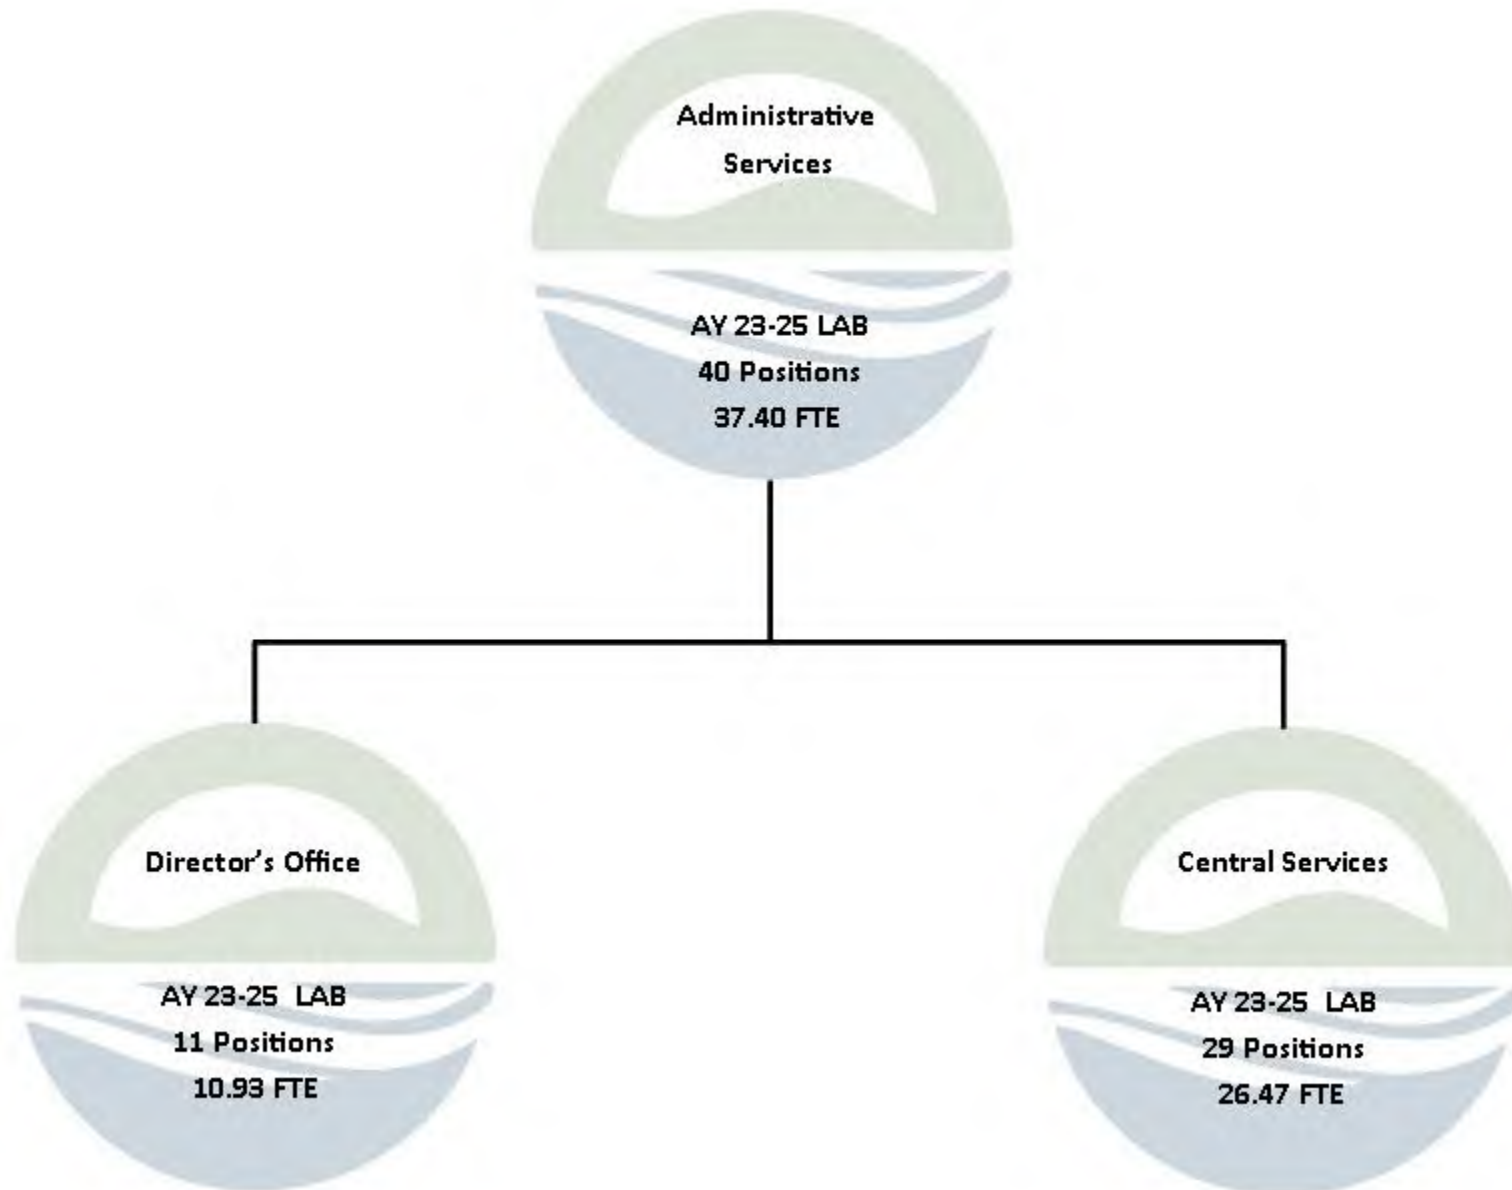 Administrative
Services
AY 23-25 LAB
40 Positions
37.40 FTE
Director’s Office
AY 23-25 LAB
11 Positions
10.93 FTE
Central Services
AY 23-25 LAB
29 Positions
26.47 FTE